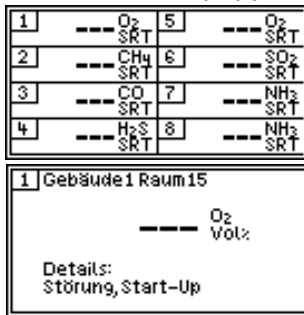 1 --- O2 SRT 5 --- O2 SRT
2 --- CH4 SRT 6 --- SO2 SRT
3 --- CO SRT 7 --- NH3 SRT
4 --- H2S SRT 8 --- NH3 SRT
1 Gebäude1 Raum15
--- O2 Vol%
Details:
Störung, Start-Up